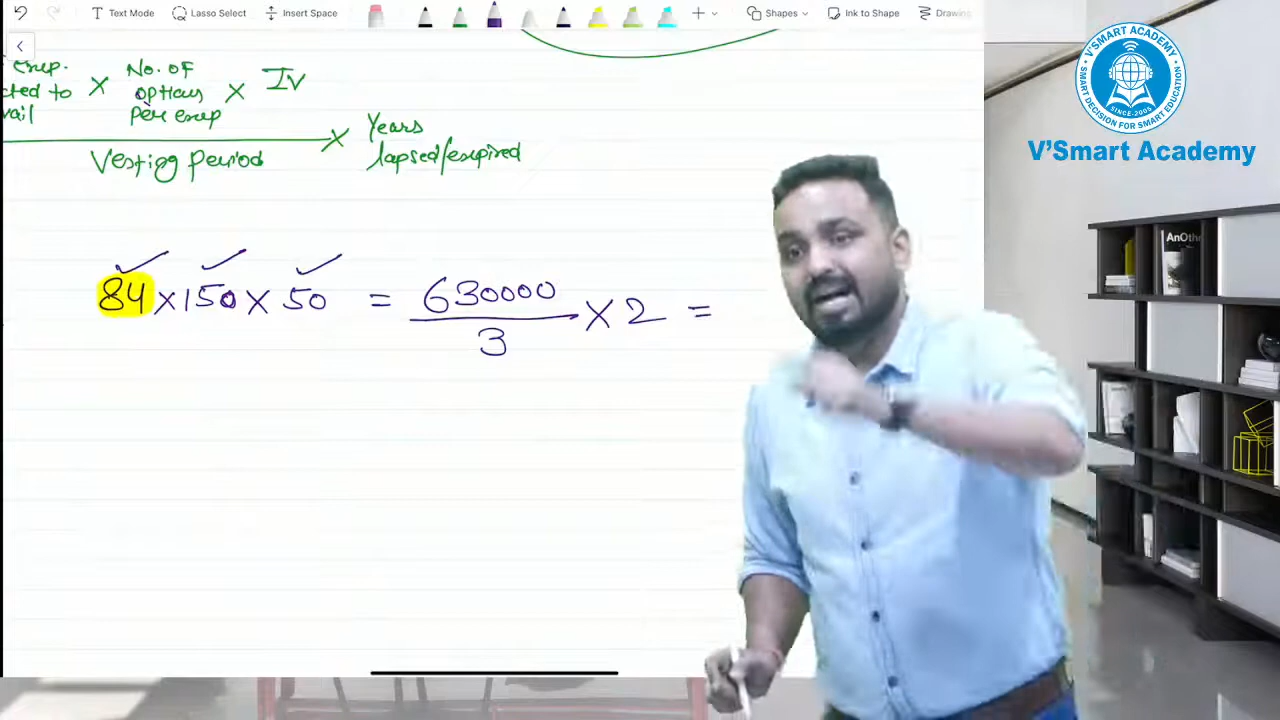 Text Mode Lasso Select Insert Space Shapes Ink to Shape Drawing
V'SMART ACADEMY
SMART DECISION FOR SMART EDUCATION
SINCE-2005
V'Smart Academy
AnOthe
cted to × No. of options Per emp × IV
Vesting period × Years lapsed/expired
84 × 150 × 50 = 630000 / 3 × 2 =